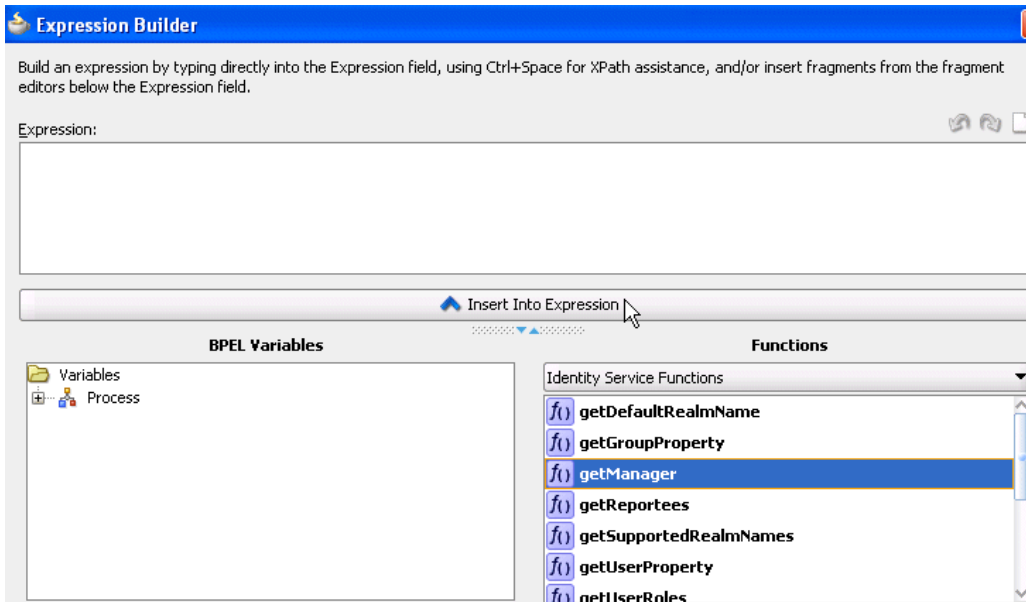 Expression Builder
Build an expression by typing directly into the Expression field, using Ctrl+Space for XPath assistance, and/or insert fragments from the fragment
editors below the Expression field.
Expression:
Insert Into Expression
BPEL Variables
Functions
Variables
Process
Identity Service Functions
f() getDefaultRealmName
f() getGroupProperty
f() getManager
f() getReportees
f() getSupportedRealmNames
f() getUserProperty
f() getUserRoles